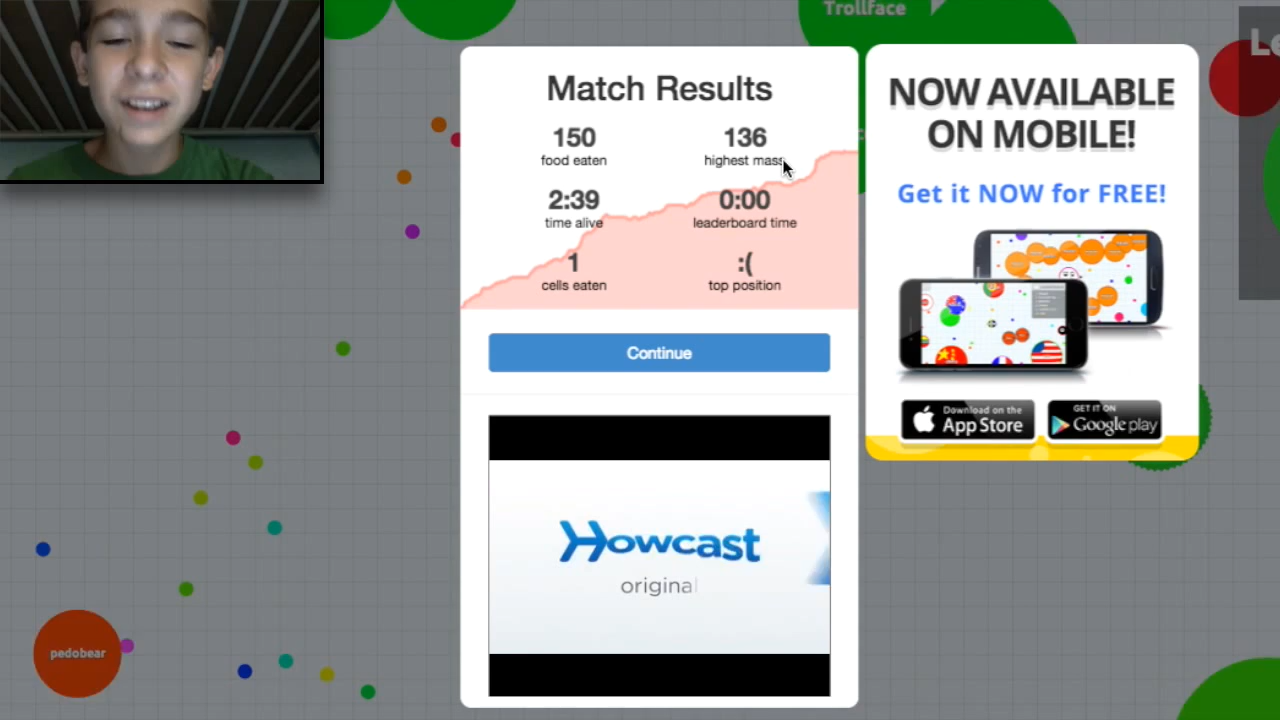 Trollface
Le
Match Results
150
food eaten
136
highest mass
2:39
time alive
0:00
leaderboard time
1
cells eaten
:(
top position
Continue
Howcast
original
NOW AVAILABLE
ON MOBILE!
Get it NOW for FREE!
Download on the
App Store
GET IT ON
Google play
pedobear